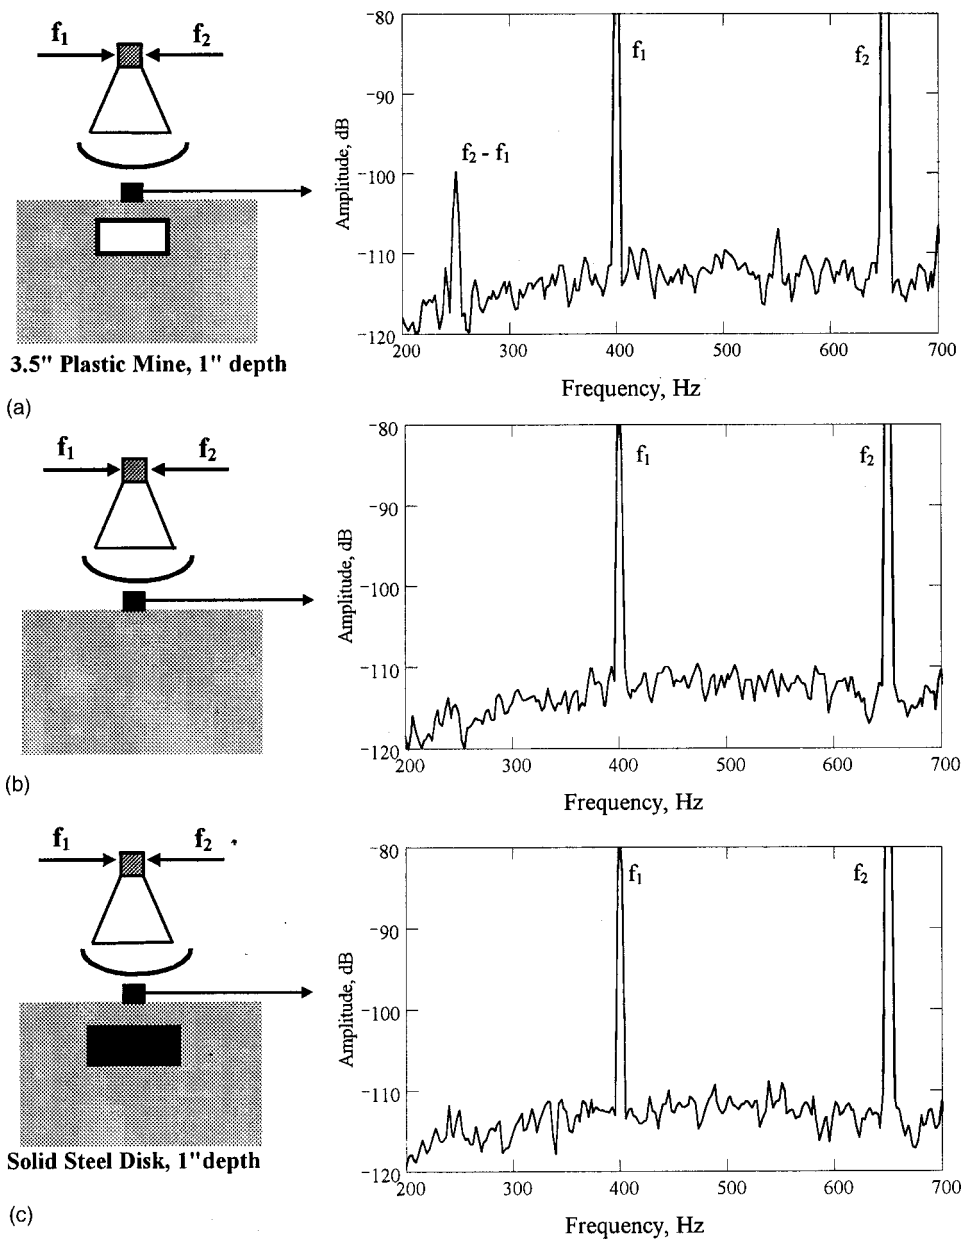 f₁ f₂
3.5" Plastic Mine, 1" depth
(a)
Amplitude, dB
-80
-90
-100
-110
-120
f₂ - f₁
f₁
f₂
200 300 400 500 600 700
Frequency, Hz
f₁ f₂
(b)
Amplitude, dB
-80
-90
-100
-110
-120
f₁
f₂
200 300 400 500 600 700
Frequency, Hz
f₁ f₂
Solid Steel Disk, 1" depth
(c)
Amplitude, dB
-80
-90
-100
-110
-120
f₁
f₂
200 300 400 500 600 700
Frequency, Hz